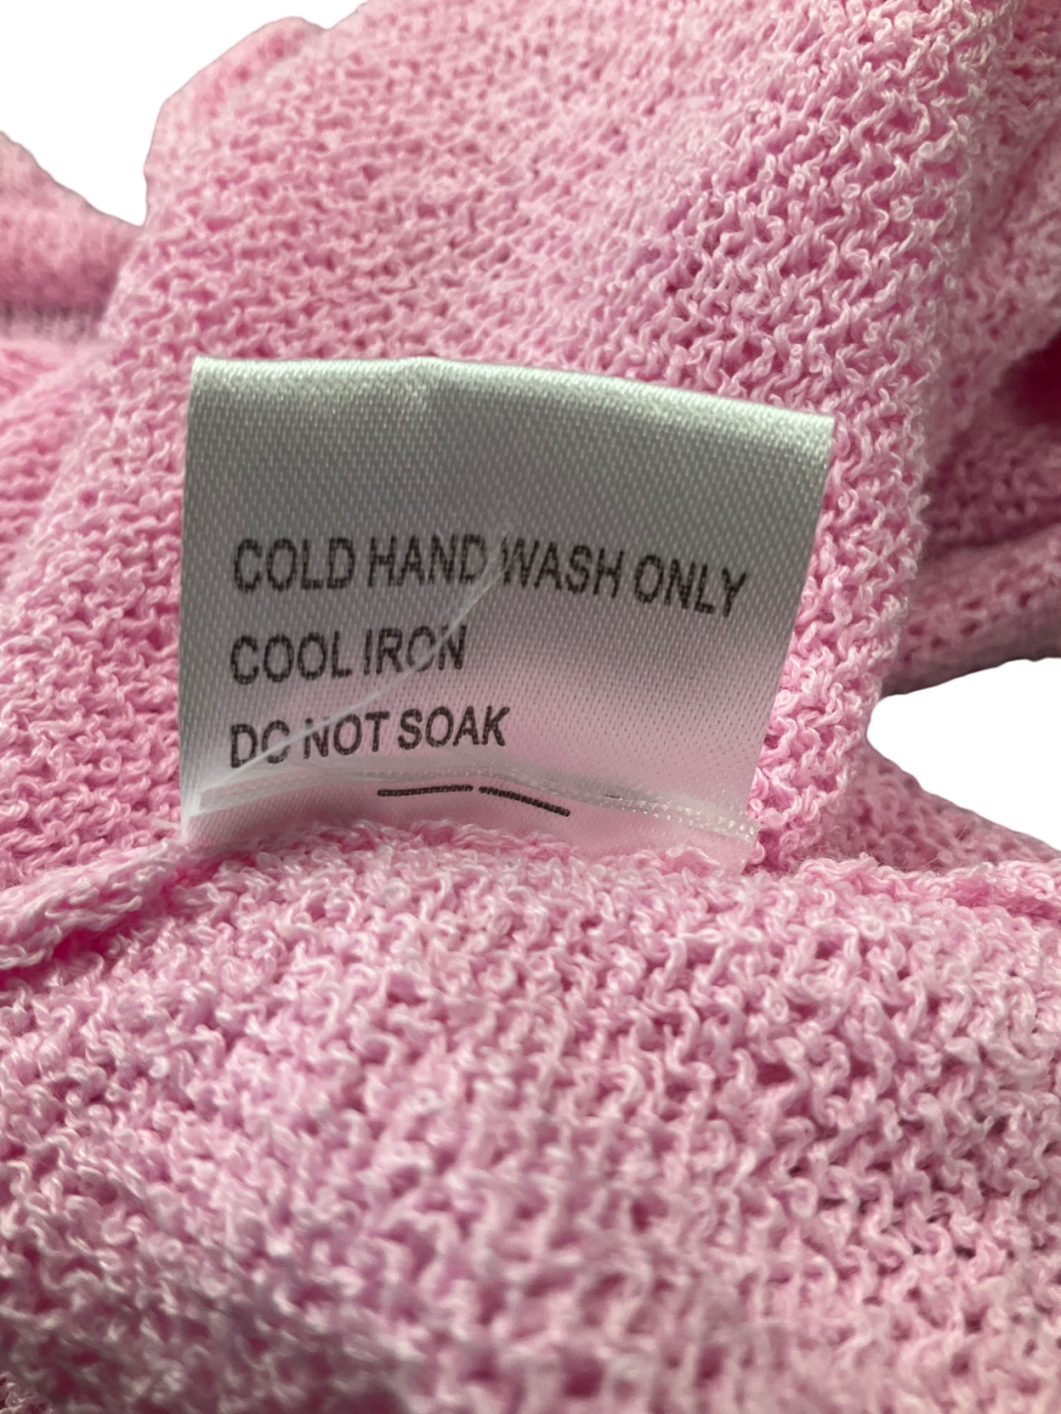 COLD HAND WASH ONLY
COOL IRON
DO NOT SOAK